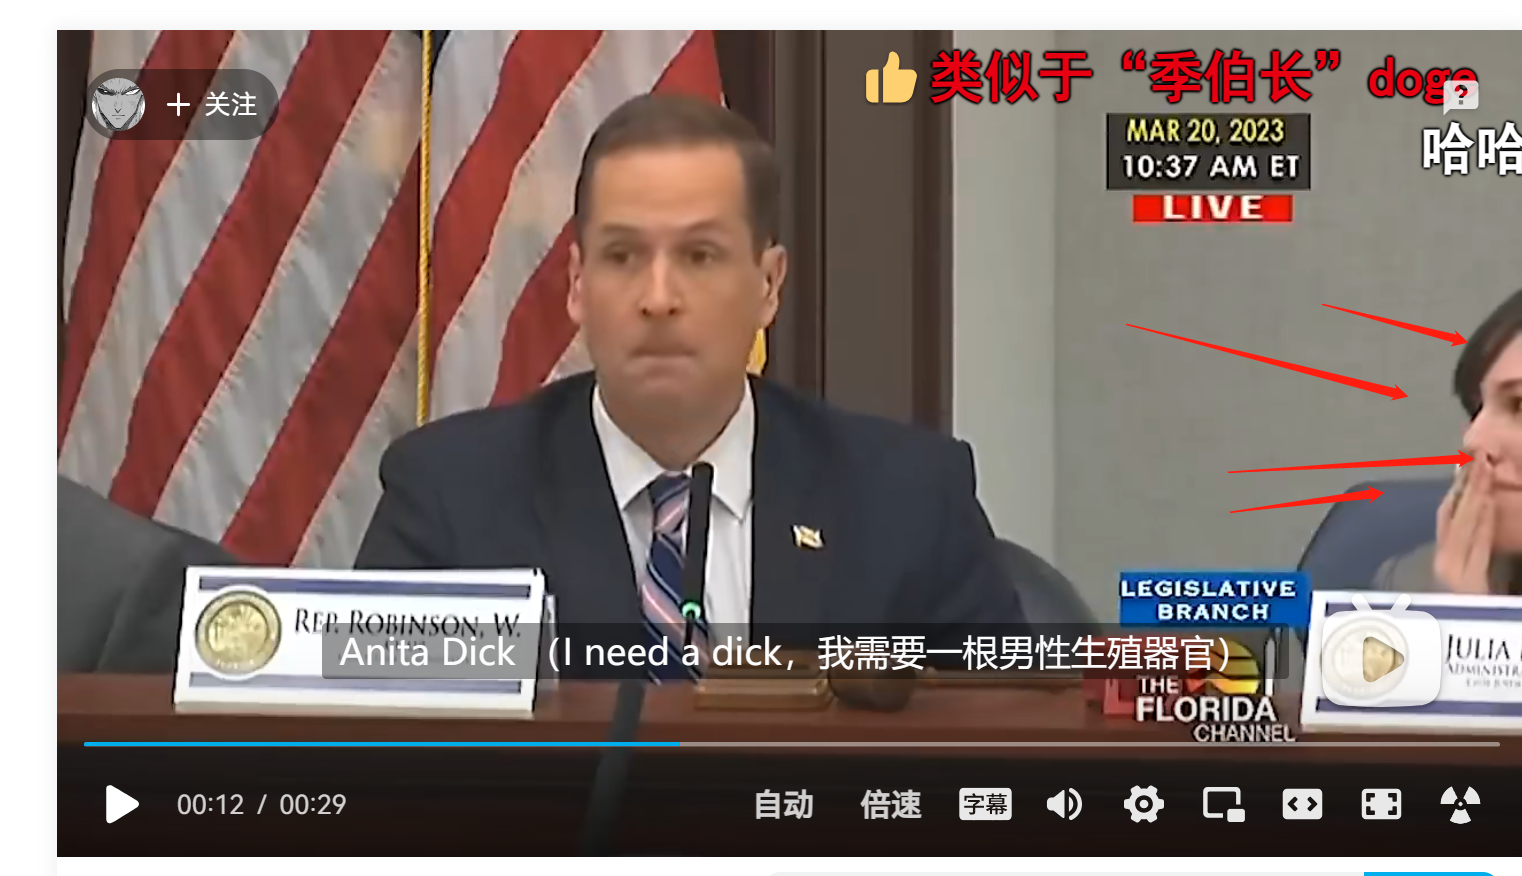 类似于“季伯长” doge
+ 关注
?
MAR 20, 2023
10:37 AM ET
LIVE
哈哈
LEGISLATIVE
BRANCH
REP. ROBINSON, W.
Anita Dick （I need a dick，我需要一根男性生殖器官）
JULIA
THE
FLORIDA
CHANNEL
00:12 / 00:29
自动
倍速
字幕